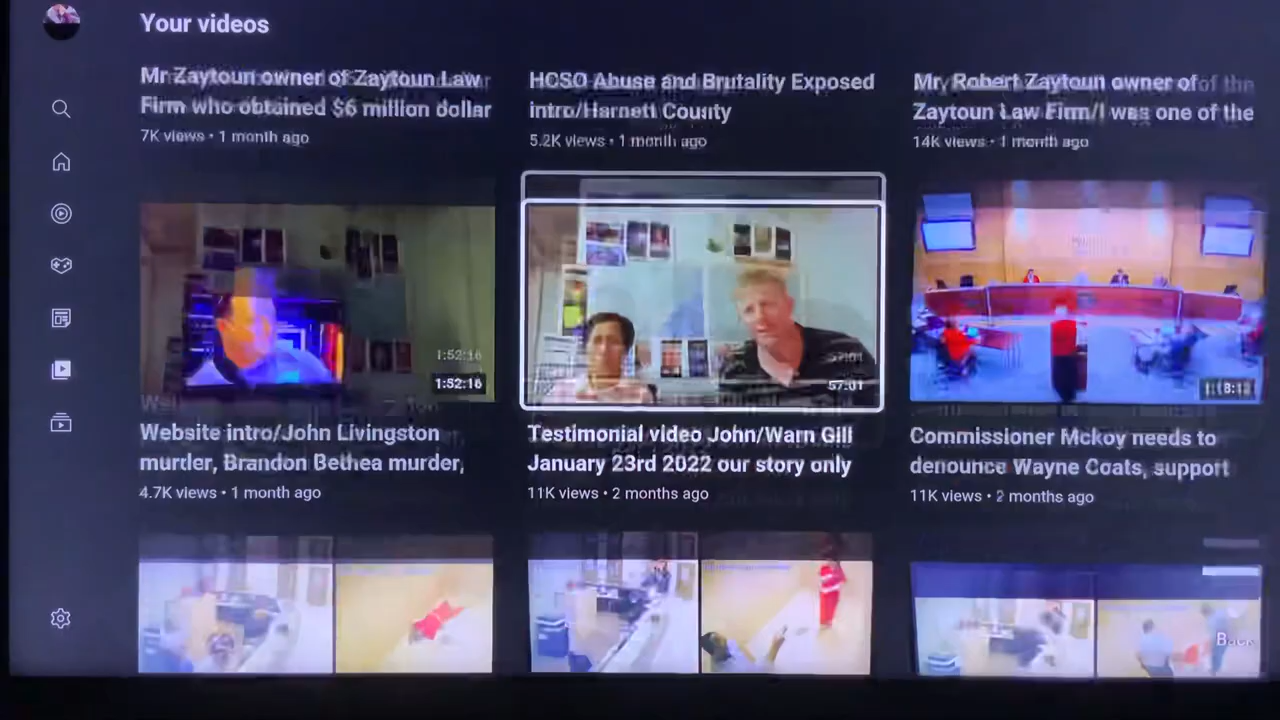 Your videos
Mr Zaytoun owner of Zaytoun Law
Firm who obtained $6 million dollar
7K views • 1 month ago
HCSO Abuse and Brutality Exposed
intro/Harnett County
5.2K views • 1 month ago
Mr. Robert Zaytoun owner of
Zaytoun Law Firm/I was one of the
14K views • 1 month ago
1:52:16
57:01
1:18:12
Website intro/John Livingston
murder, Brandon Bethea murder,
4.7K views • 1 month ago
Testimonial video John/Warn Gill
January 23rd 2022 our story only
11K views • 2 months ago
Commissioner Mckoy needs to
denounce Wayne Coats, support
11K views • 2 months ago
Back